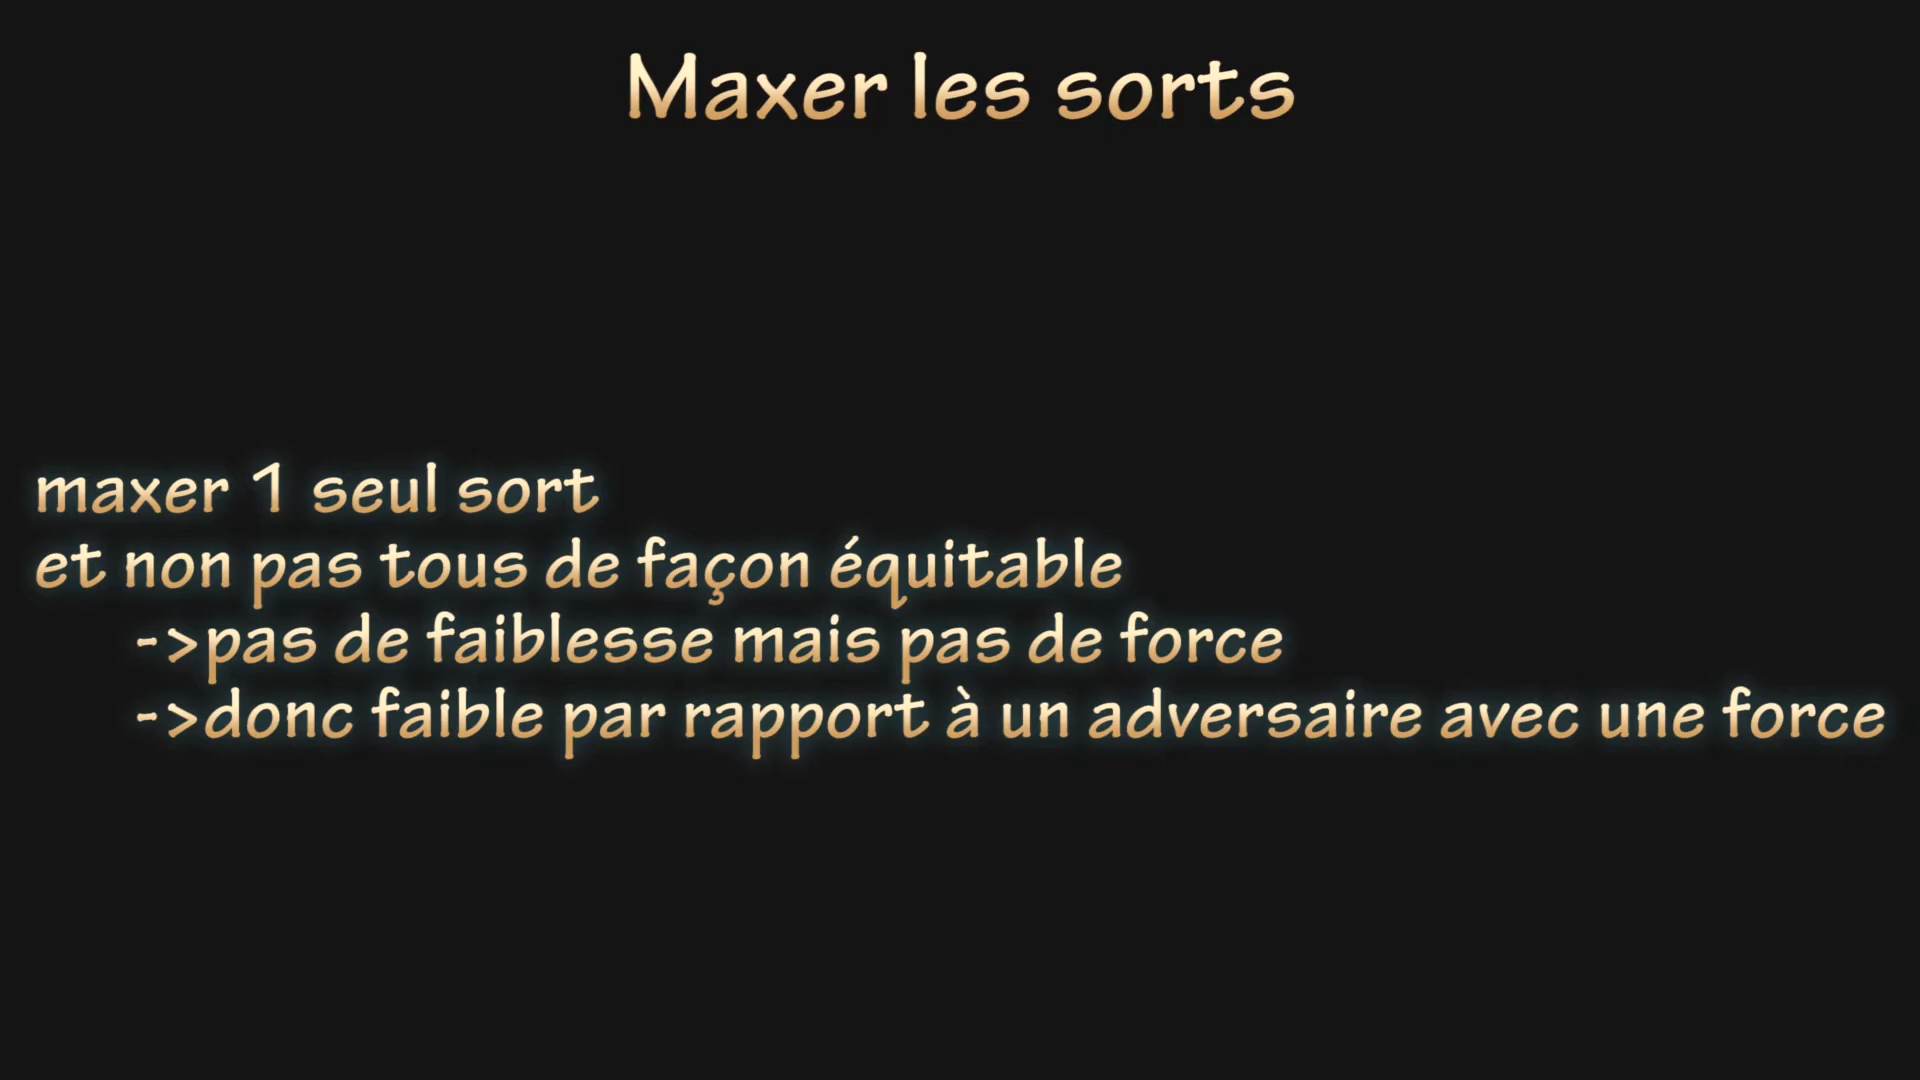 Maxer les sorts
maxer 1 seul sort
et non pas tous de façon équitable
->pas de faiblesse mais pas de force
->donc faible par rapport à un adversaire avec une force